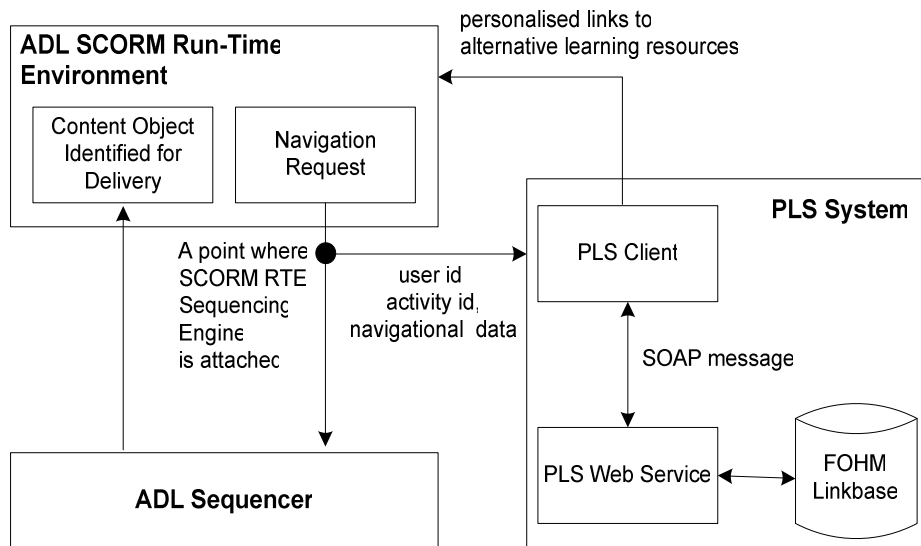 ADL SCORM Run-Time
Environment
Content Object
Identified for
Delivery
Navigation
Request
personalised links to
alternative learning resources
A point where
SCORM RTE
Sequencing
Engine
is attached
user id
activity id,
navigational data
PLS System
PLS Client
SOAP message
PLS Web Service
FOHM
Linkbase
ADL Sequencer